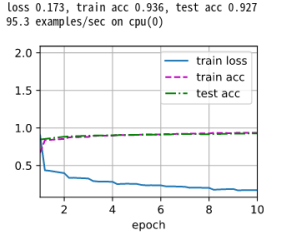 loss 0.173, train acc 0.936, test acc 0.927
95.3 examples/sec on cpu(0)
2.0
1.5
1.0
0.5
train loss
train acc
test acc
2 4 6 8 10
epoch